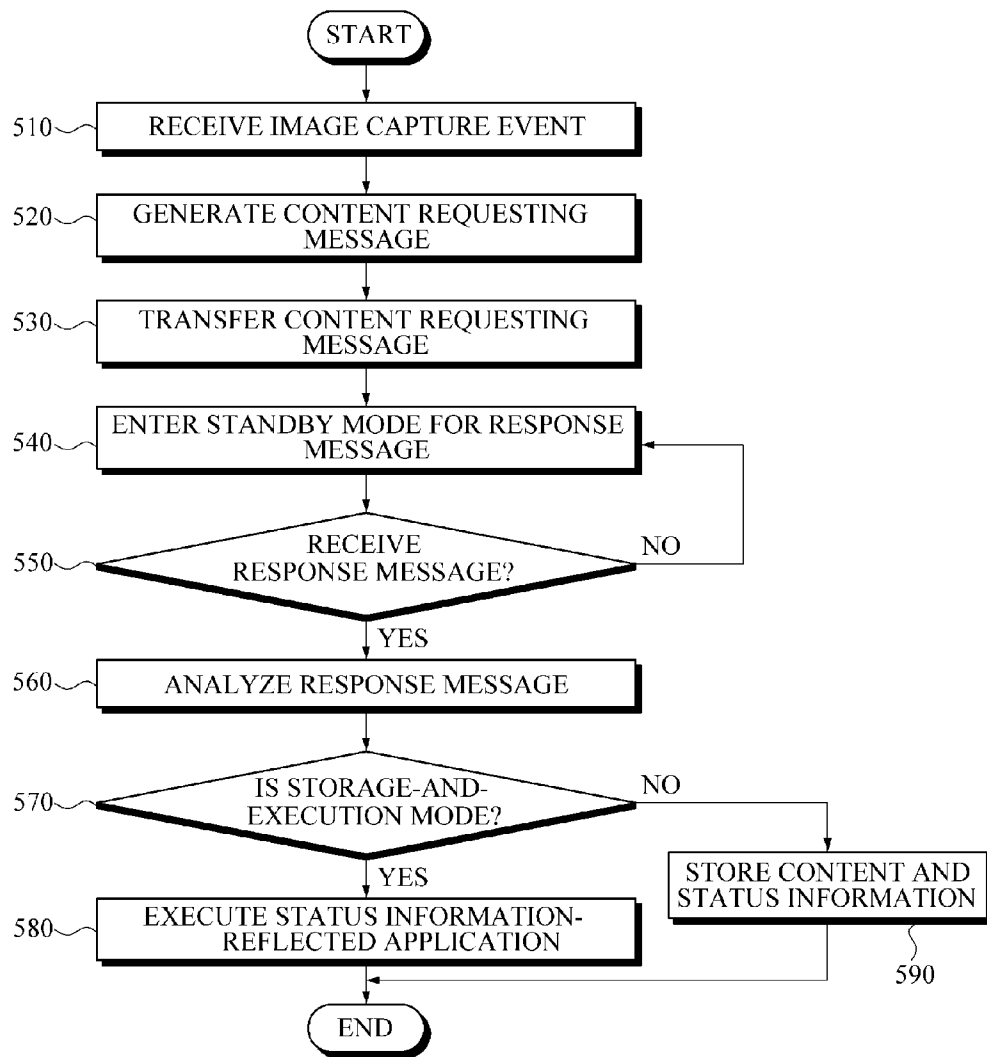 START
510
RECEIVE IMAGE CAPTURE EVENT
520
GENERATE CONTENT REQUESTING
MESSAGE
530
TRANSFER CONTENT REQUESTING
MESSAGE
540
ENTER STANDBY MODE FOR RESPONSE
MESSAGE
550
RECEIVE
RESPONSE MESSAGE?
NO
YES
560
ANALYZE RESPONSE MESSAGE
570
IS STORAGE-AND-
EXECUTION MODE?
NO
YES
STORE CONTENT AND
STATUS INFORMATION
590
580
EXECUTE STATUS INFORMATION-
REFLECTED APPLICATION
END